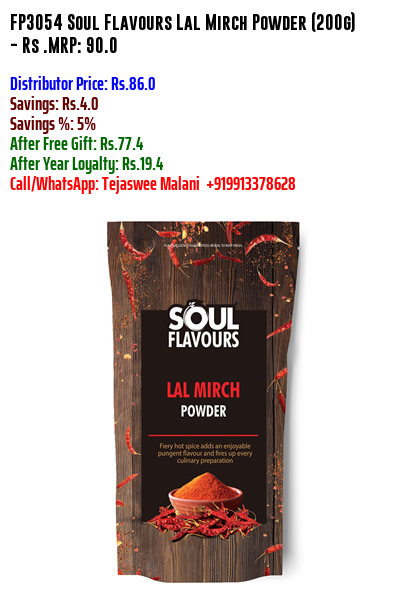 FP3054 Soul Flavours Lal Mirch Powder (200g)
- Rs .MRP: 90.0
Distributor Price: Rs.86.0
Savings: Rs.4.0
Savings %: 5%
After Free Gift: Rs.77.4
After Year Loyalty: Rs.19.4
Call/WhatsApp: Tejaswee Malani +919913378628
SOUL
FLAVOURS
LAL MIRCH
POWDER
Fiery hot spice adds an enjoyable
pungent flavour and fires up every
culinary preparation